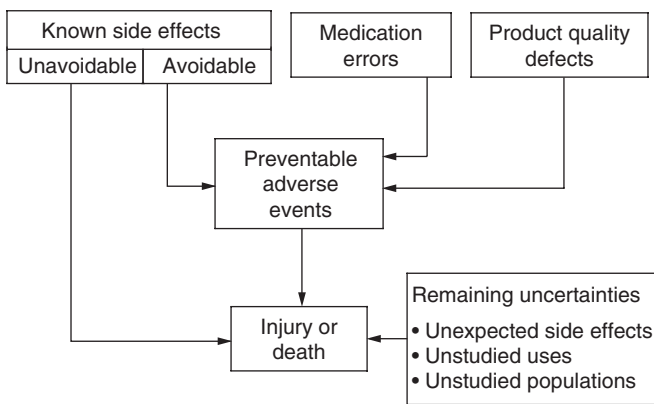 Known side effects
Unavoidable
Avoidable
Medication
errors
Product quality
defects
Preventable
adverse
events
Injury or
death
Remaining uncertainties
• Unexpected side effects
• Unstudied uses
• Unstudied populations